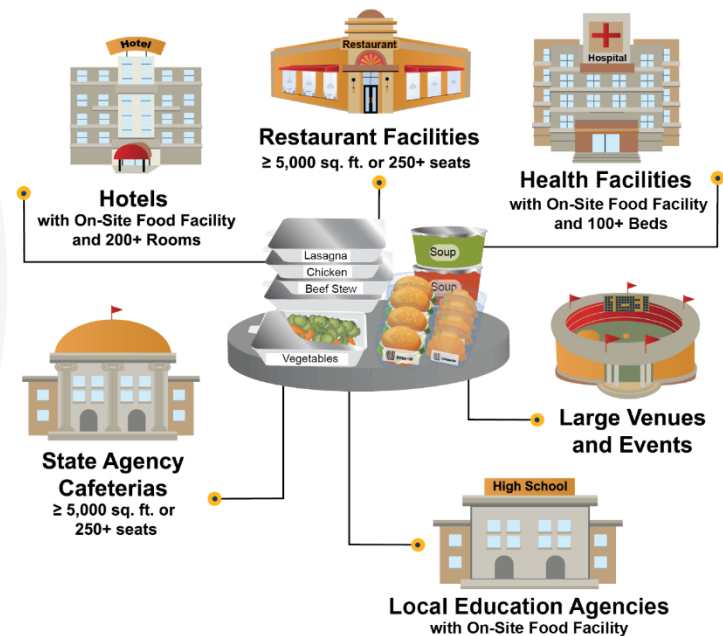 Hotel
Restaurant
Hospital
Restaurant Facilities
≥ 5,000 sq. ft. or 250+ seats
Hotels
with On-Site Food Facility
and 200+ Rooms
Health Facilities
with On-Site Food Facility
and 100+ Beds
Lasagna
Chicken
Beef Stew
Vegetables
Soup
Soup
Large Venues
and Events
State Agency
Cafeterias
≥ 5,000 sq. ft. or
250+ seats
High School
Local Education Agencies
with On-Site Food Facility